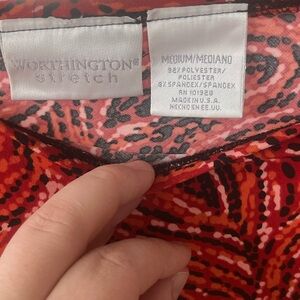 WORTHINGTON®
stretch
MEDIUM/MEDIANO
92% POLYESTER/
POLIESTER
8% SPANDEX/SPANDEX
RN 101928
MADE IN U.S.A.
HECHO EN EE.UU.